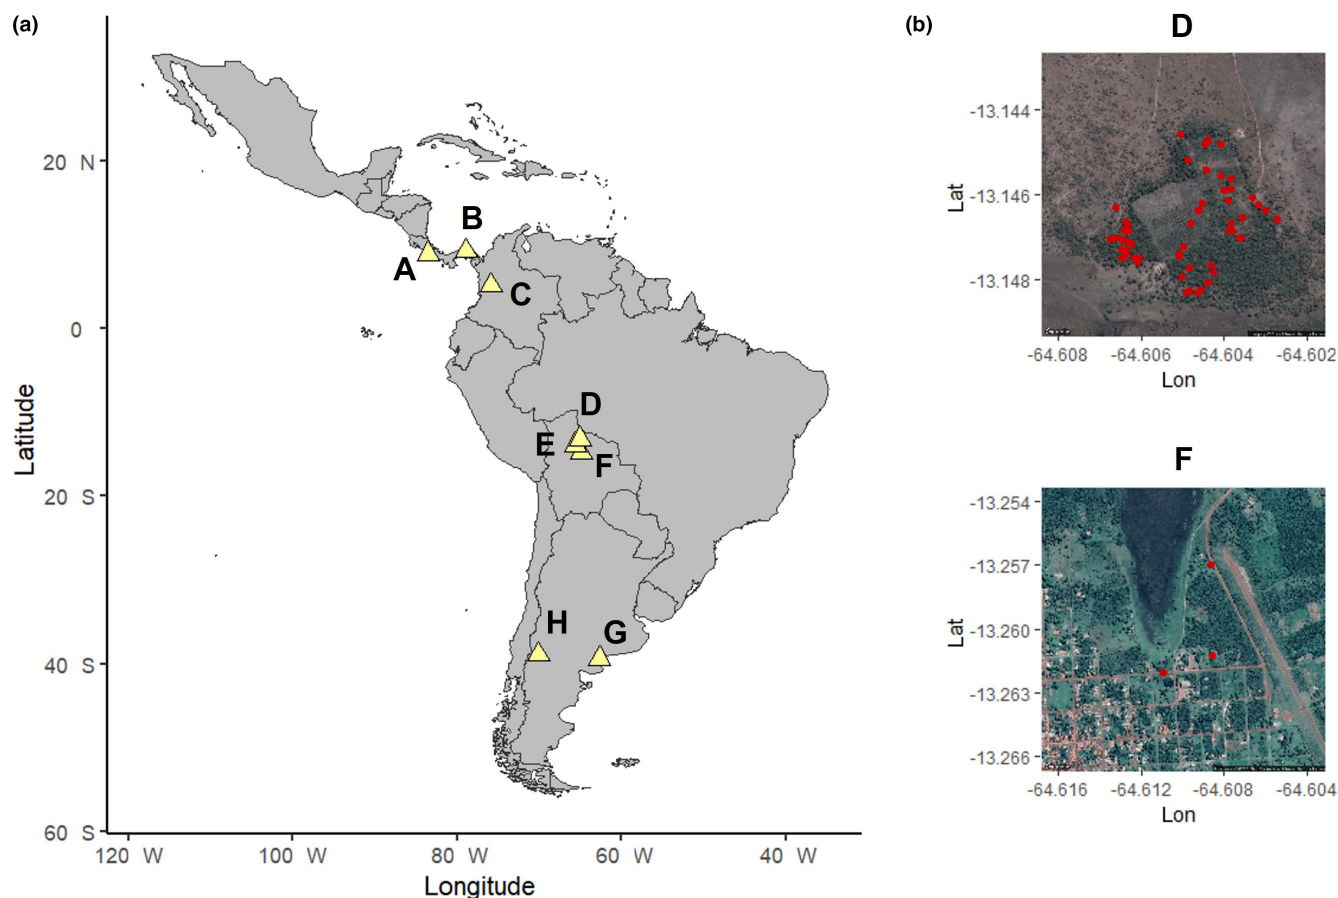 (a)
20 N
0
20 S
40 S
60 S
Latitude
120 W
100 W
80 W
60 W
40 W
Longitude
A
B
C
D
E
F
G
H
(b)
D
-13.144
-13.146
-13.148
Lat
-64.608
-64.606
-64.604
-64.602
Lon
F
-13.254
-13.257
-13.260
-13.263
-13.266
Lat
-64.616
-64.612
-64.608
-64.604
Lon